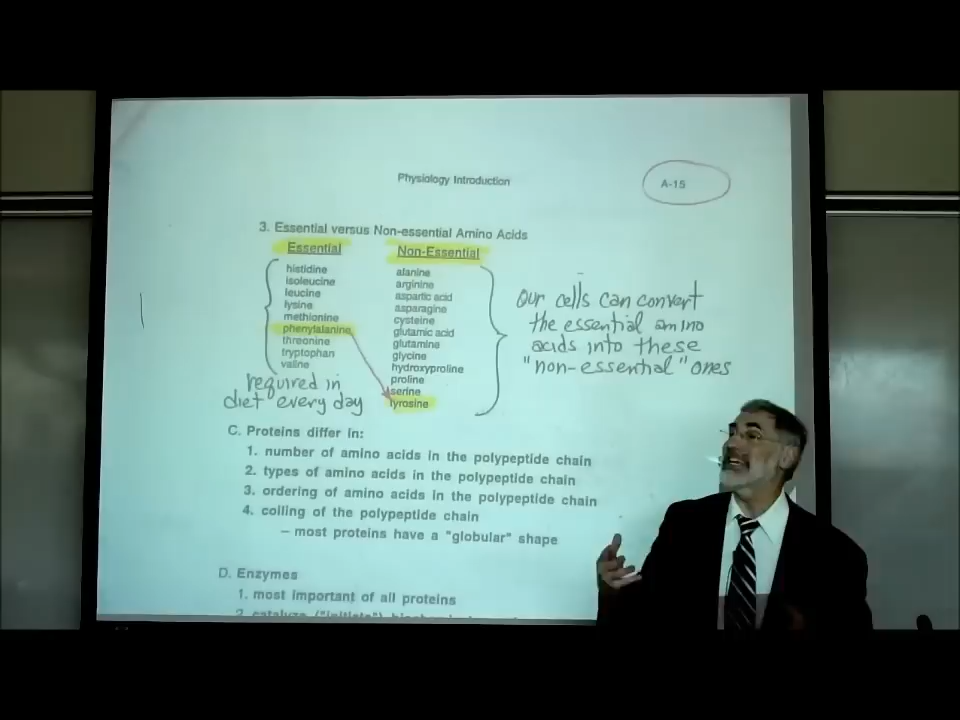 Physiology Introduction
A-15
3. Essential versus Non-essential Amino Acids
Essential
Non-Essential
histidine
isoleucine
leucine
lysine
methionine
phenylalanine
threonine
tryptophan
valine
required in
diet every day
alanine
arginine
aspartic acid
asparagine
cysteine
glutamic acid
glutamine
glycine
hydroxyproline
proline
serine
tyrosine
our cells can convert
the essential amino
acids into these
"non-essential" ones
C. Proteins differ in:
1. number of amino acids in the polypeptide chain
2. types of amino acids in the polypeptide chain
3. ordering of amino acids in the polypeptide chain
4. coiling of the polypeptide chain
– most proteins have a "globular" shape
D. Enzymes
1. most important of all proteins
2. catalyze ("initiate")